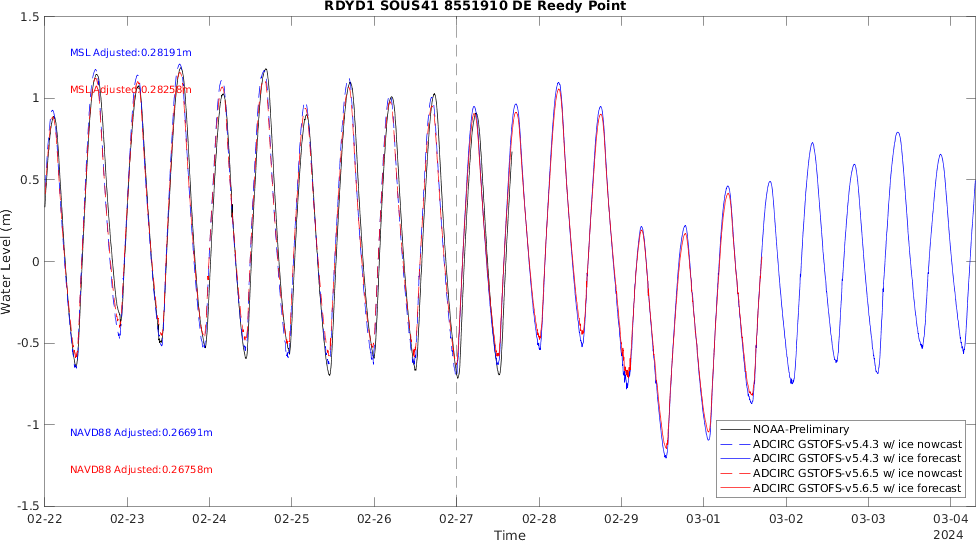 RDYD1 SOUS41 8551910 DE Reedy Point
1.5
1
0.5
0
-0.5
-1
-1.5
Water Level (m)
MSL Adjusted:0.28191m
MSL Adjusted:0.28258m
NAVD88 Adjusted:0.26691m
NAVD88 Adjusted:0.26758m
NOAA-Preliminary
ADCIRC GSTOFS-v5.4.3 w/ ice nowcast
ADCIRC GSTOFS-v5.4.3 w/ ice forecast
ADCIRC GSTOFS-v5.6.5 w/ ice nowcast
ADCIRC GSTOFS-v5.6.5 w/ ice forecast
02-22 02-23 02-24 02-25 02-26 02-27 02-28 02-29 03-01 03-02 03-03 03-04
Time
2024